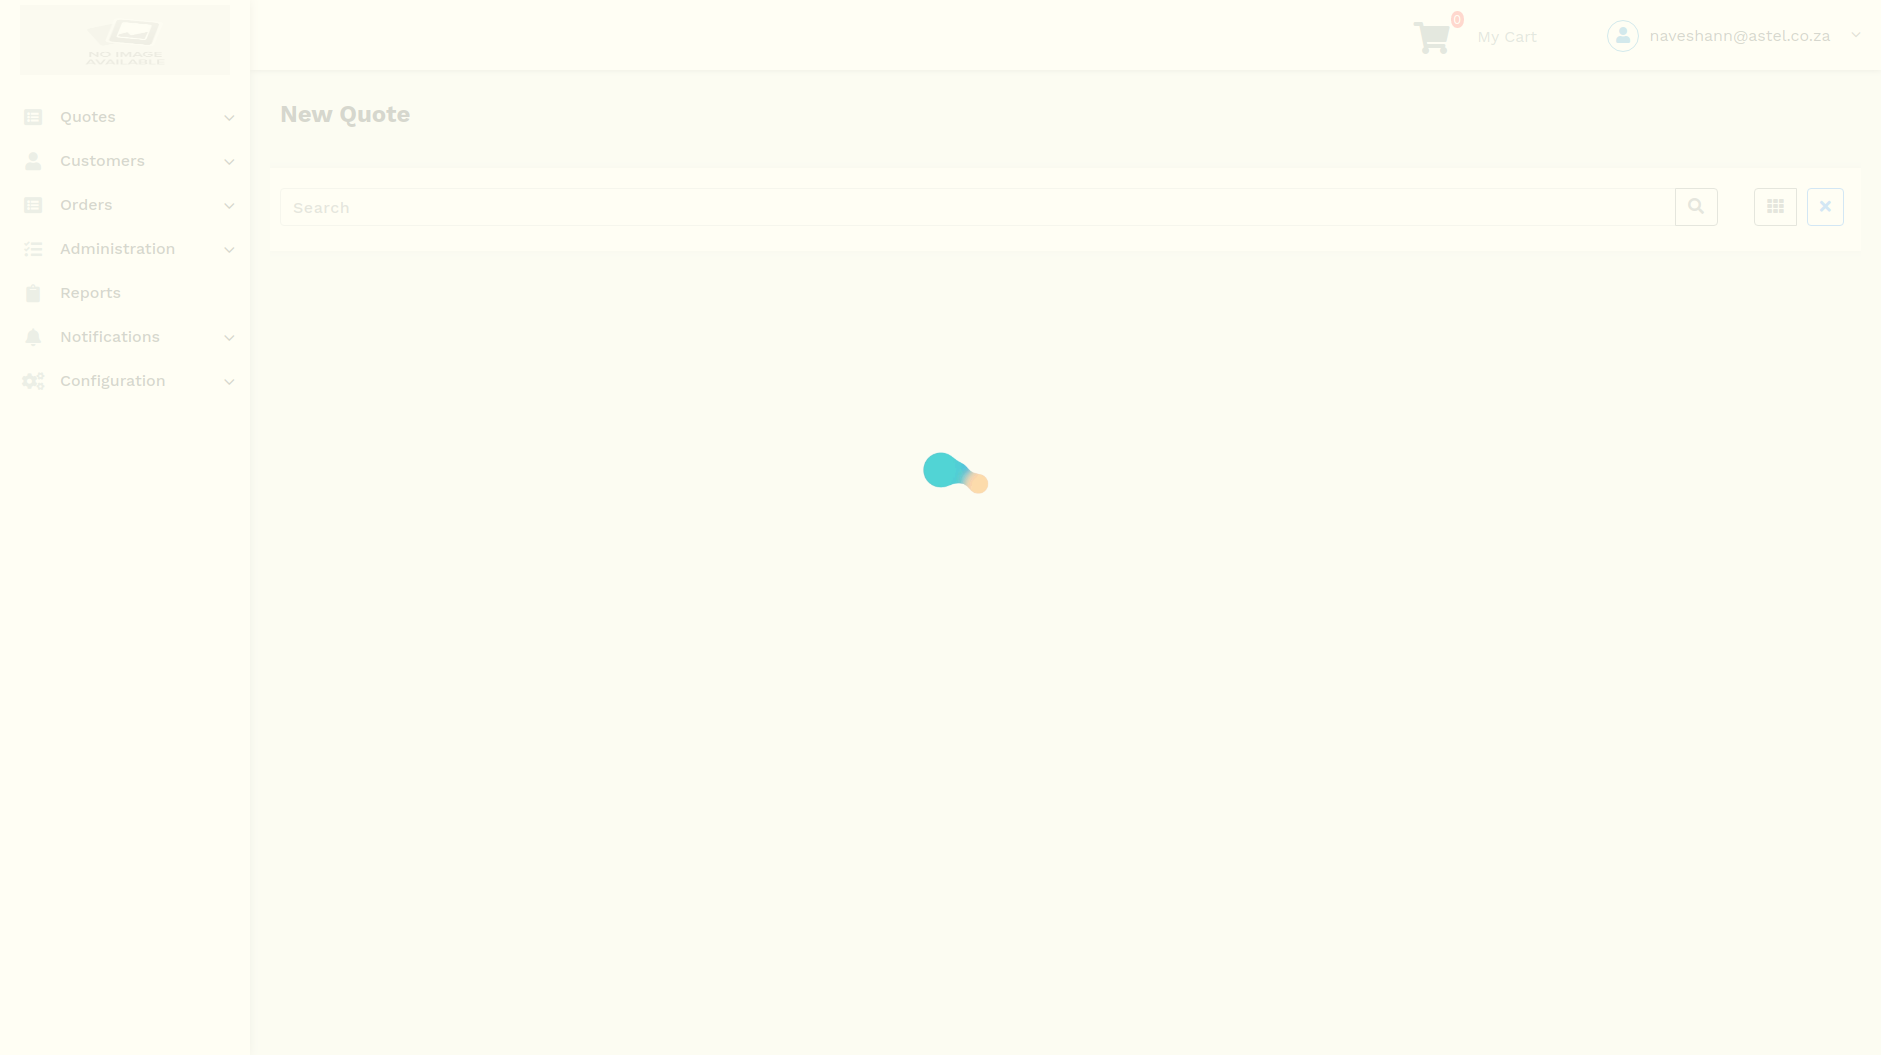 NO IMAGE
AVAILABLE
0
My Cart
naveshann@astel.co.za
Quotes
Customers
Orders
Administration
Reports
Notifications
Configuration
New Quote
Search